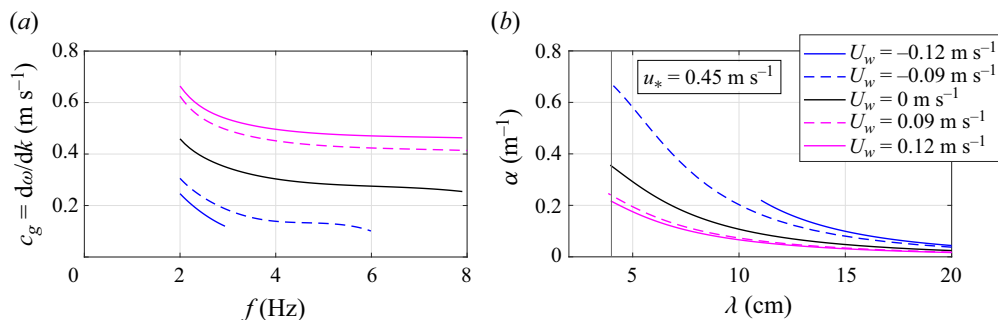 (a)
0.8
0.6
0.4
0.2
0
2
4
6
8
c_g = dω/dk (m s⁻¹)
f (Hz)
(b)
0.8
0.6
0.4
0.2
0
5
10
15
20
α (m⁻¹)
λ (cm)
u_* = 0.45 m s⁻¹
U_w = –0.12 m s⁻¹
U_w = –0.09 m s⁻¹
U_w = 0 m s⁻¹
U_w = 0.09 m s⁻¹
U_w = 0.12 m s⁻¹